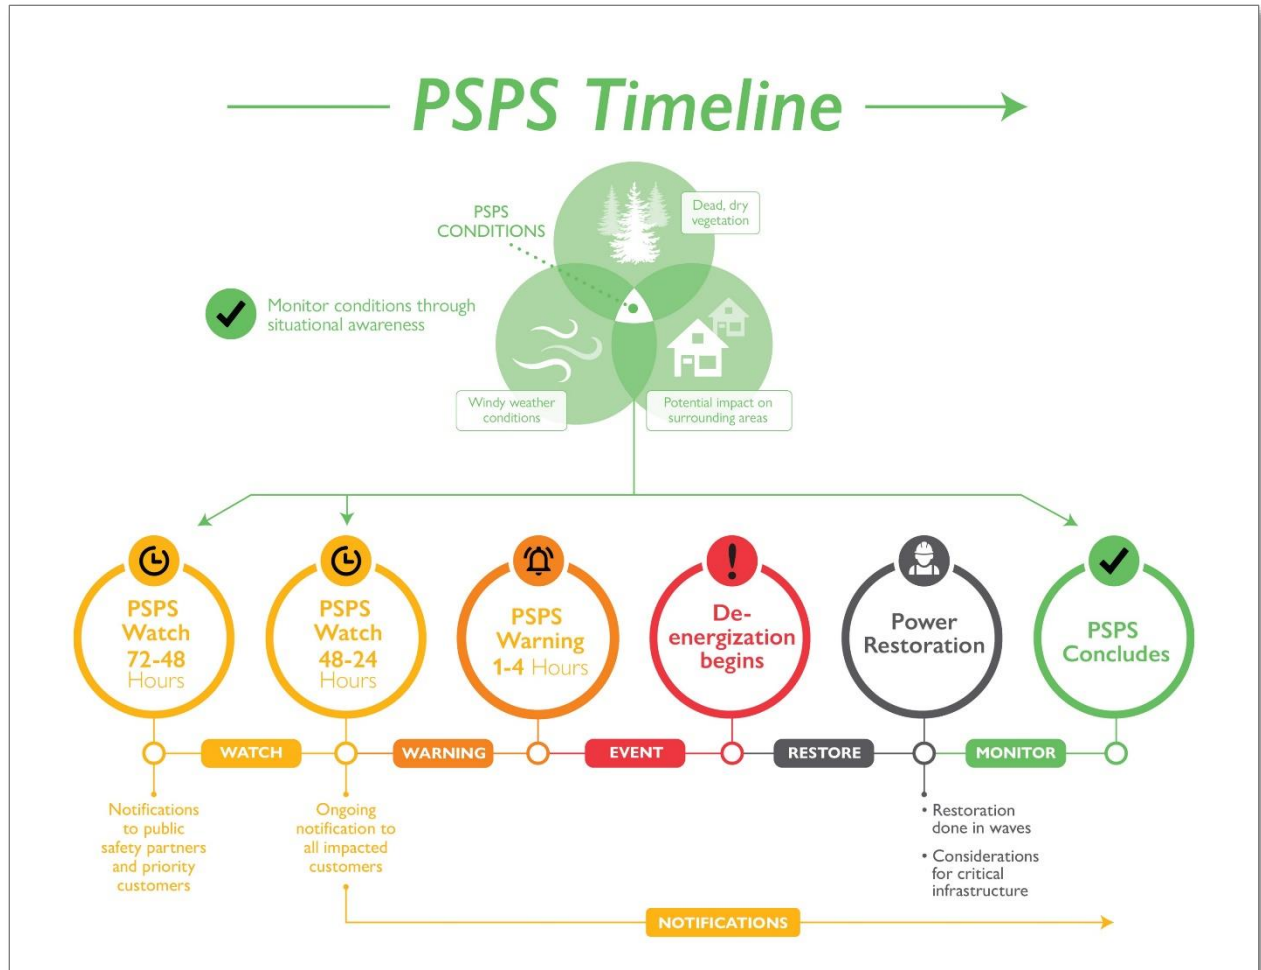 PSPS Timeline
PSPS
CONDITIONS
Dead, dry
vegetation
Monitor conditions through
situational awareness
Windy weather
conditions
Potential impact on
surrounding areas
PSPS
Watch
72-48
Hours
PSPS
Watch
48-24
Hours
PSPS
Warning
1-4 Hours
De-
energization
begins
Power
Restoration
PSPS
Concludes
WATCH
WARNING
EVENT
RESTORE
MONITOR
Notifications
to public
safety partners
and priority
customers
Ongoing
notification to
all impacted
customers
• Restoration
done in waves
• Considerations
for critical
infrastructure
NOTIFICATIONS